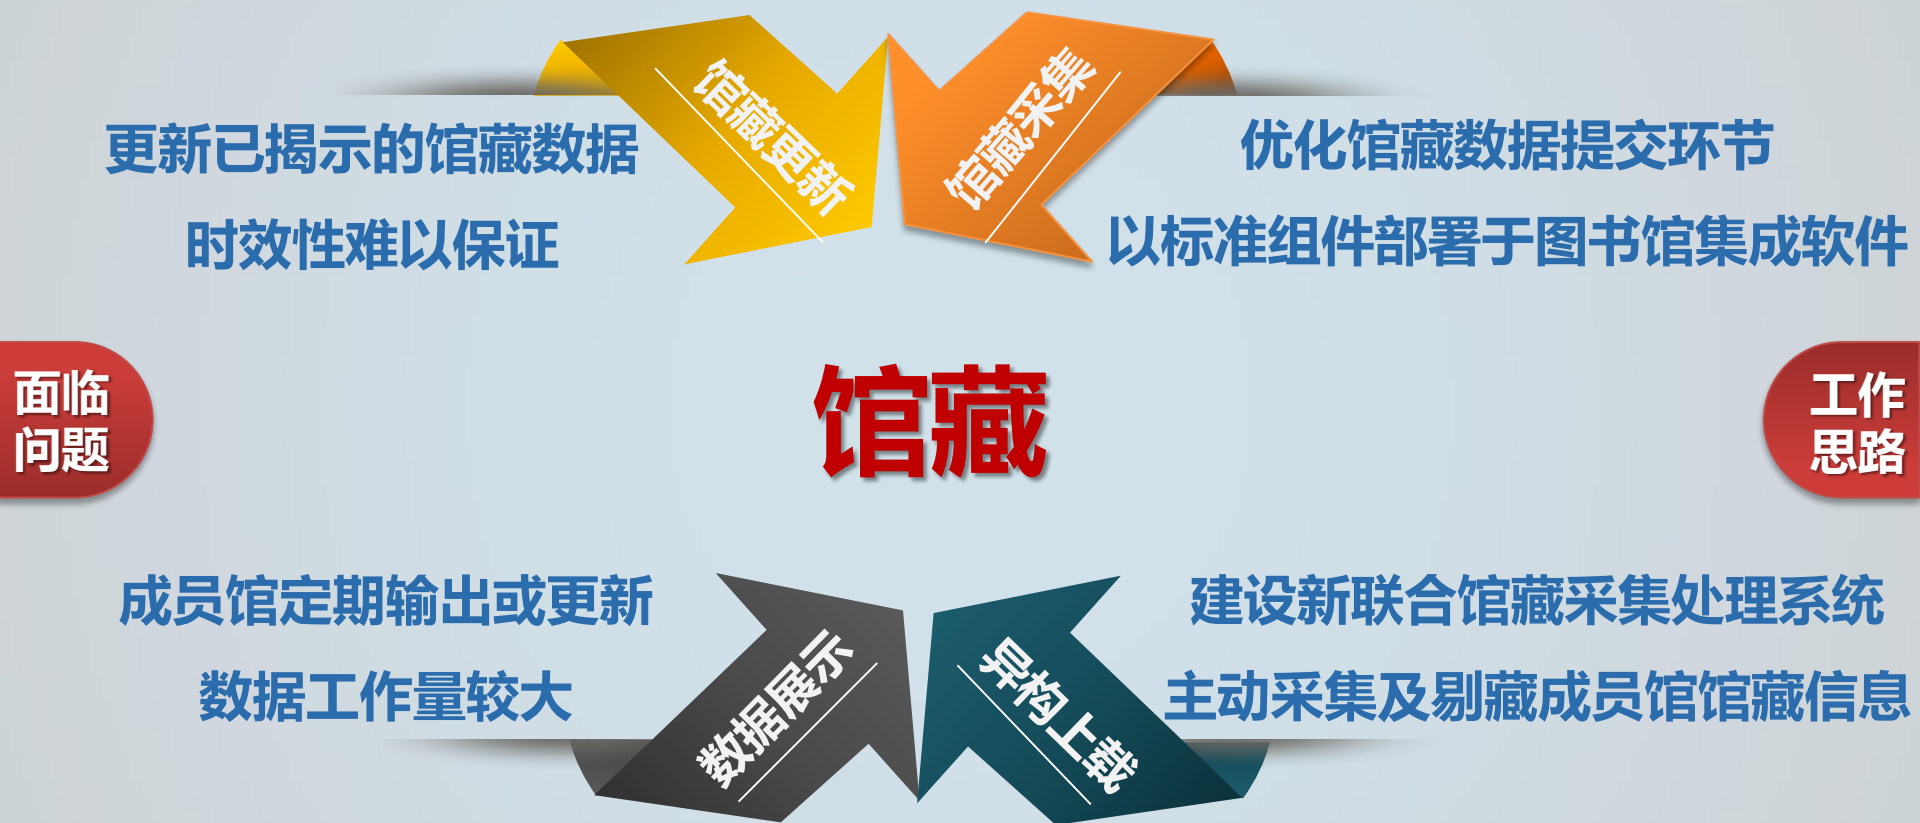 馆藏更新
馆藏采集
更新已揭示的馆藏数据
时效性难以保证
优化馆藏数据提交环节
以标准组件部署于图书馆集成软件
面临
问题
馆藏
工作
思路
成员馆定期输出或更新
数据工作量较大
建设新联合馆藏采集处理系统
主动采集及剔藏成员馆馆藏信息
数据展示
异构上载